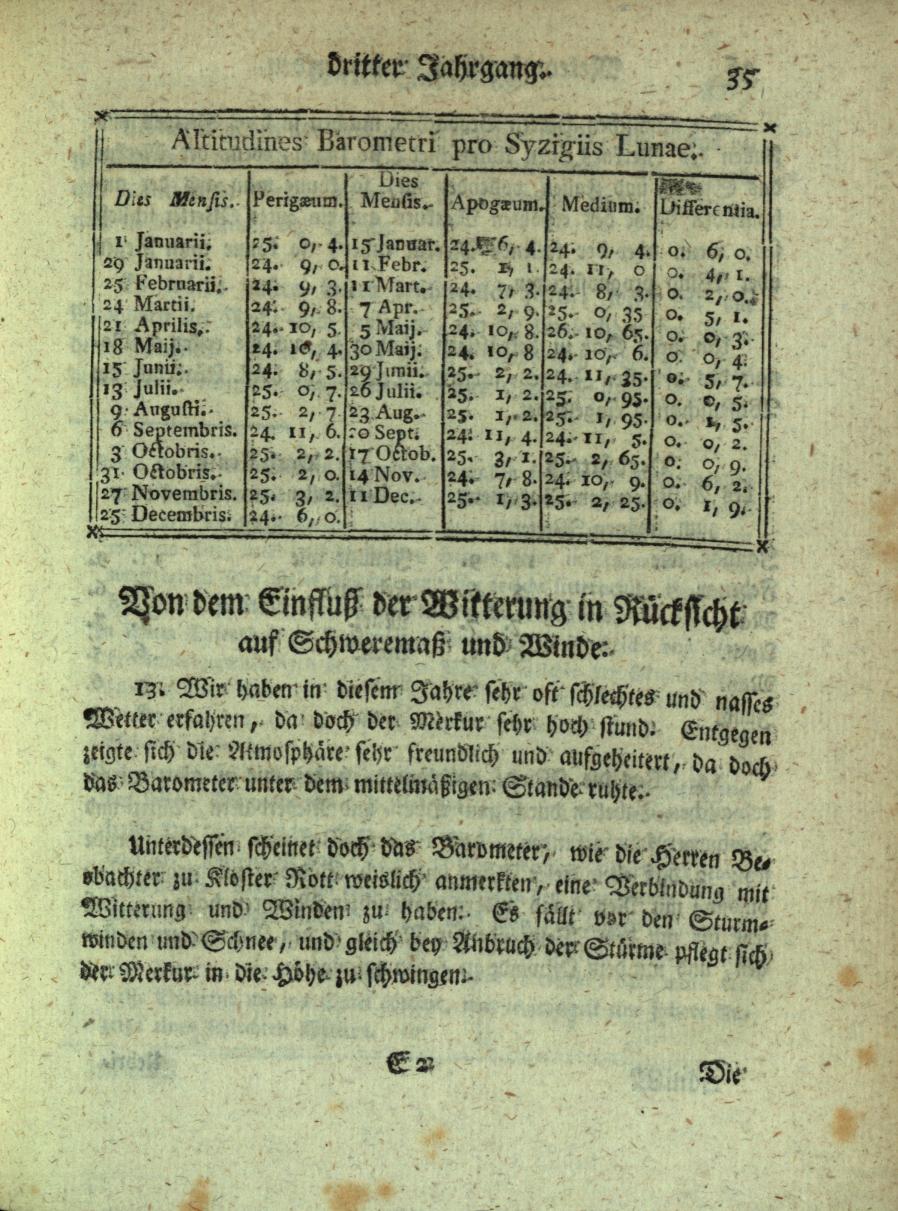 dritter Jahrgang. 35
Altitudines Barometri pro Syzigiis Lunae.
Dies Mensis. Perigæum. Dies Mensis. Apogæum. Medium. Differentia.
1 Januarii. 25. 0, 4. 15 Januar. 24. 6, 4. 24. 9, 4. 0. 6, 0.
29 Januarii. 24. 9, 0. 11 Febr. 25. 1, 1. 24. 11, 0 0. 4, 1.
25 Februarii. 24. 9, 3. 11 Mart. 24. 7, 3. 24. 8, 3. 0. 2, 0.
24 Martii. 24. 9, 8. 7 Apr. 25. 2, 9. 25. 0, 35 0. 5, 1.
21 Aprilis. 24. 10, 5. 5 Maij. 24. 10, 8. 26. 10, 65. 0. 0, 3.
18 Maij. 24. 10, 4. 30 Maij. 24. 10, 8 24. 10, 6. 0. 0, 4.
15 Junii. 24. 8, 5. 29 Junii. 25. 2, 2. 24. 11, 35. 0. 5, 7.
13 Julii. 25. 0, 7. 26 Julii. 25. 1, 2. 25. 0, 95. 0. 0, 5.
9 Augusti. 25. 2, 7. 23 Aug. 25. 1, 2. 25. 1, 95. 0. 1, 5.
6 Septembris. 24. 11, 6. 20 Sept. 24. 11, 4. 24. 11, 5. 0. 0, 2.
3 Octobris. 25. 2, 2. 17 Octob. 25. 3, 1. 25. 2, 65. 0. 0, 9.
31 Octobris. 25. 2, 0. 14 Nov. 24. 7, 8. 24. 10, 9. 0. 6, 2.
27 Novembris. 25. 3, 2. 11 Dec. 25. 1, 3. 25. 2, 25. 0. 1, 9.
25 Decembris. 24. 6, 0.
Von dem Einfluß der Witterung in Rücksicht
auf Schweremaß und Winde.
13. Wir haben in diesem Jahre sehr oft schlechtes und nasses
Wetter erfahren, da doch der Merkur sehr hoch stund. Entgegen
zeigte sich die Atmosphäre sehr freundlich und aufgeheitert, da doch
das Barometer unter dem mittelmäßigen Stande ruhte.
Unterdessen scheinet doch das Barometer, wie die Herren Be-
obachter zu Kloster Rott weislich anmerkten, eine Verbindung mit
Witterung und Winden zu haben. Es fällt vor den Sturm-
winden und Schnee, und gleich bey Anbruch der Stürme pflegt sich
der Merkur in die Höhe zu schwingen.
E 2
Die